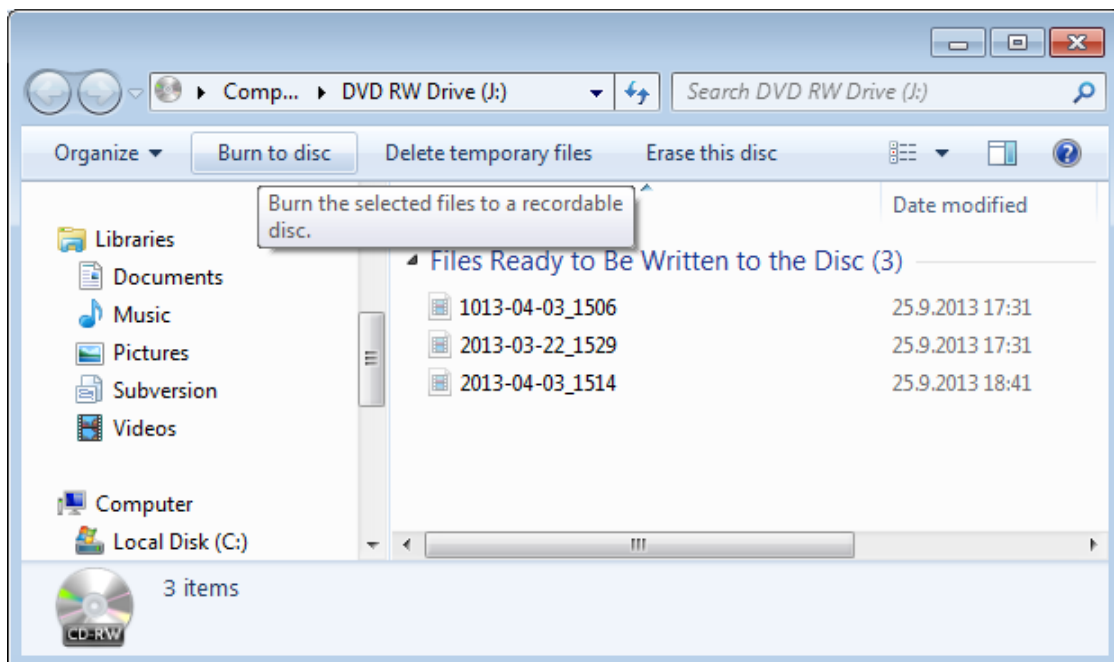 Comp... DVD RW Drive (J:) Search DVD RW Drive (J:)
Organize Burn to disc Delete temporary files Erase this disc
Burn the selected files to a recordable
disc.
Date modified
Libraries
Documents
Music
Pictures
Subversion
Videos
Computer
Local Disk (C:)
Files Ready to Be Written to the Disc (3)
1013-04-03_1506 25.9.2013 17:31
2013-03-22_1529 25.9.2013 17:31
2013-04-03_1514 25.9.2013 18:41
3 items
CD-RW